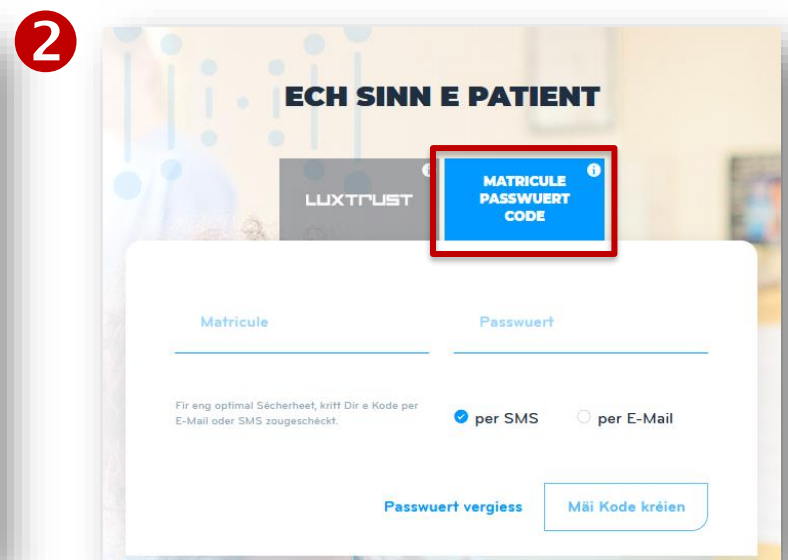 2
ECH SINN E PATIENT
LUXTRUST
MATRICULE
PASSWUERT
CODE
Matricule
Passwuert
Fir eng optimal Sécherheet, kritt Dir e Kode per
E-Mail oder SMS zougeschéckt.
per SMS
per E-Mail
Passwuert vergiess
Mäi Kode kréien